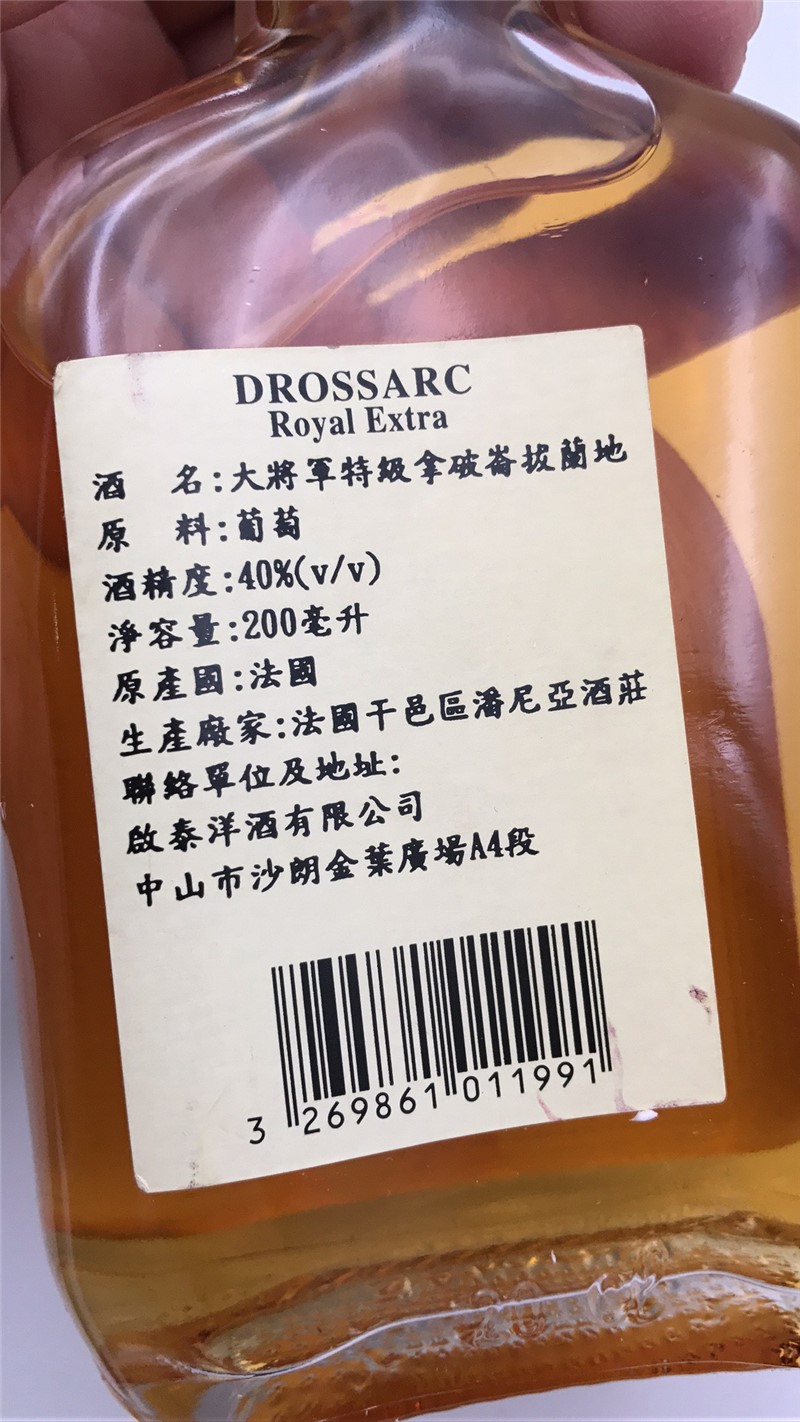 DROSSARC
Royal Extra
酒 名:大將軍特級拿破崙拔蘭地
原 料:葡萄
酒精度:40%(v/v)
淨容量:200毫升
原產國:法國
生產廠家:法國干邑區潘尼亞酒莊
聯絡單位及地址:
啟泰洋酒有限公司
中山市沙朗金葉廣場A4段
3 269861 011991